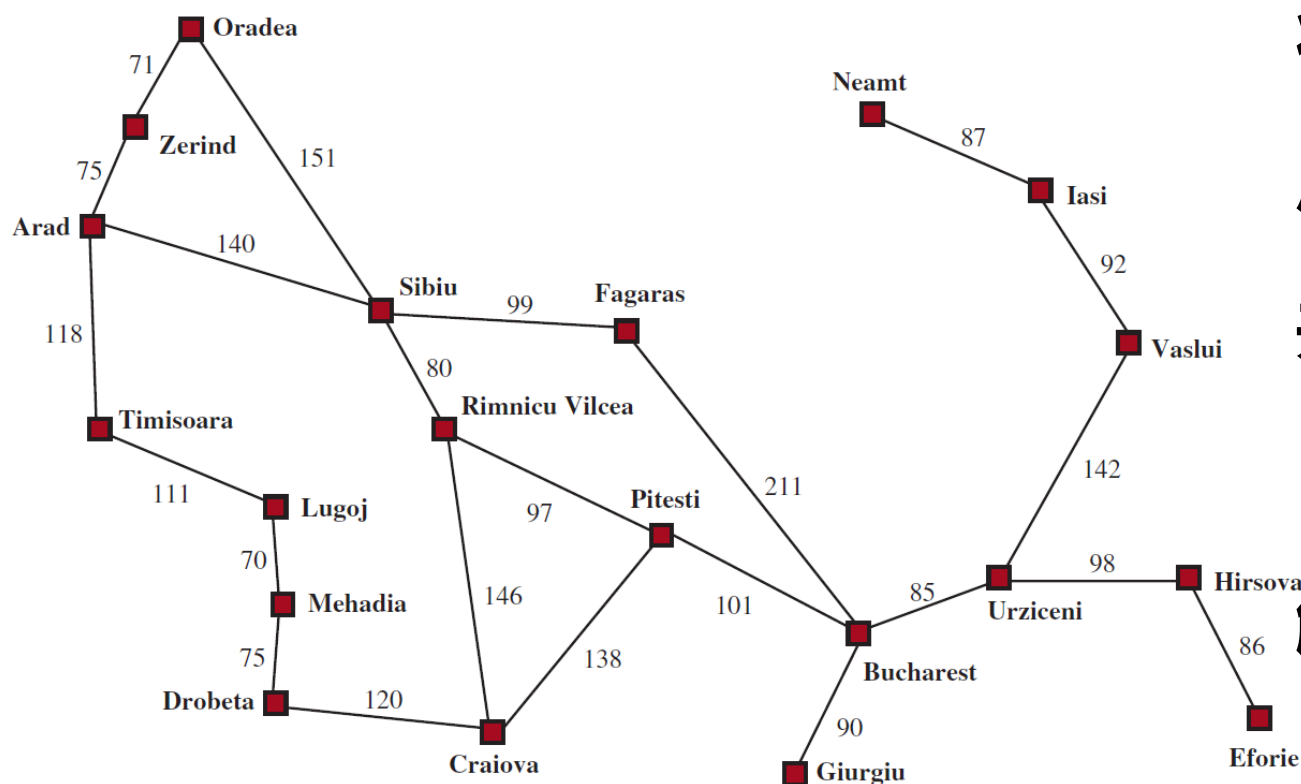 Oradea
71
Neamt
87
Zerind
151
75
Iasi
Arad
140
92
Sibiu
99
Fagaras
118
Vaslui
80
Timisoara
Rimnicu Vilcea
142
111
211
Lugoj
97
Pitesti
70
Mehadia
146
101
85
98
Hirsova
Urziceni
138
86
75
Bucharest
Drobeta
120
90
Craiova
Giurgiu
Eforie